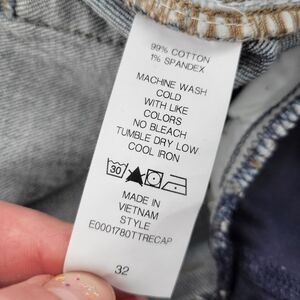 99% COTTON
1% SPANDEX
MACHINE WASH
COLD
WITH LIKE
COLORS
NO BLEACH
TUMBLE DRY LOW
COOL IRON
30
MADE IN
VIETNAM
STYLE
E0001780TTRECAP
32